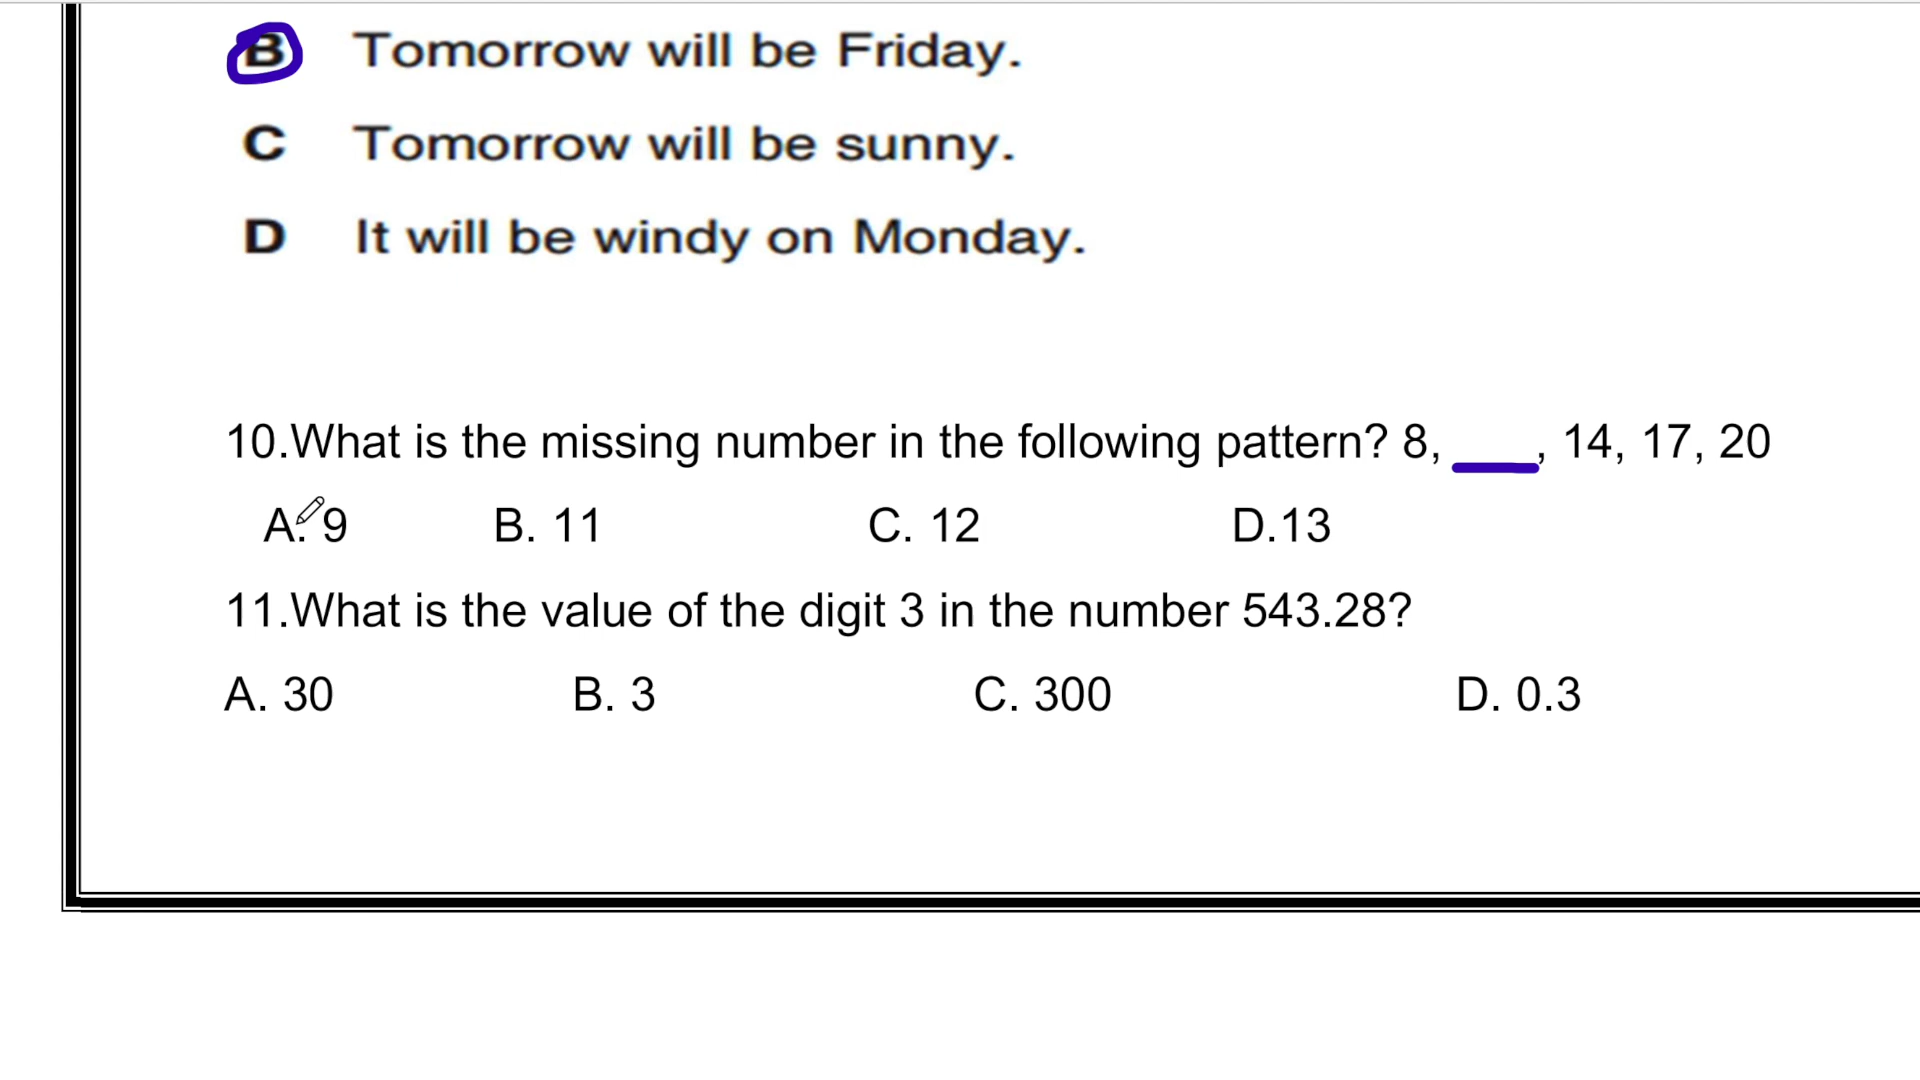 B Tomorrow will be Friday.
C Tomorrow will be sunny.
D It will be windy on Monday.
10.What is the missing number in the following pattern? 8, ___, 14, 17, 20
A. 9 B. 11 C. 12 D.13
11.What is the value of the digit 3 in the number 543.28?
A. 30 B. 3 C. 300 D. 0.3